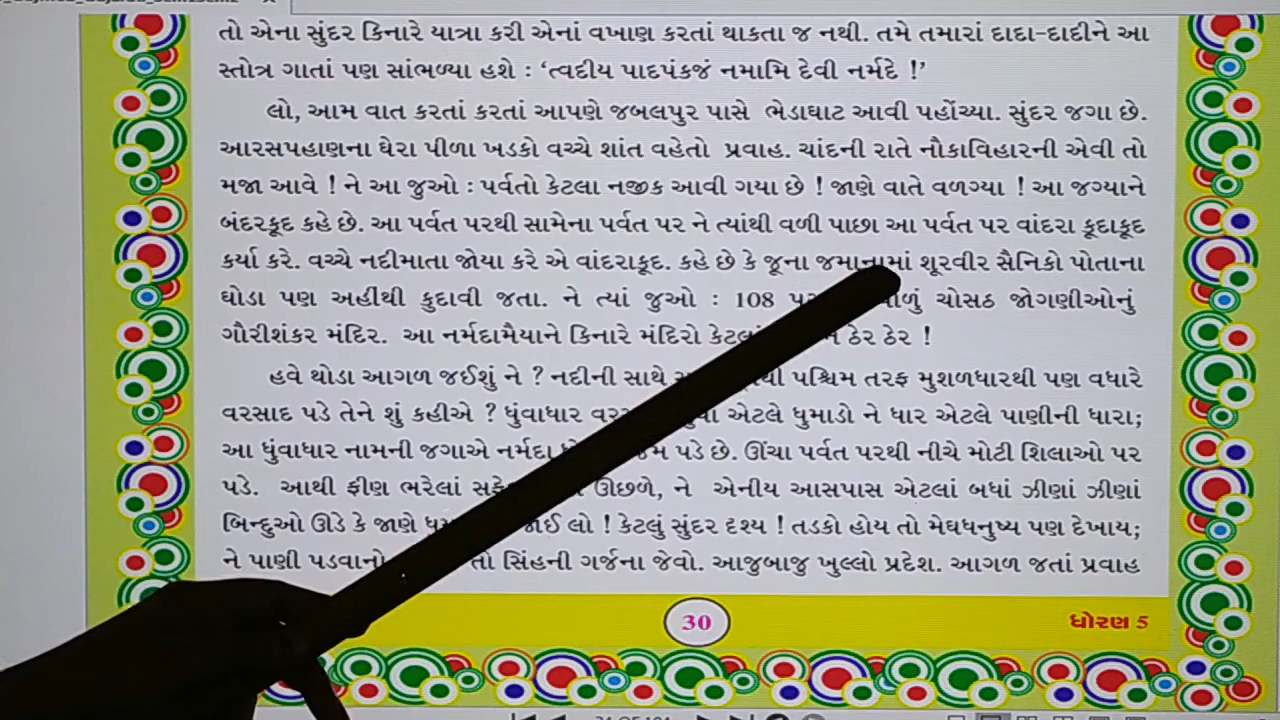 તો એના સુંદર કિનારે યાત્રા કરી એનાં વખાણ કરતાં થાકતા જ નથી. તમે તમારાં દાદા-દાદીને આ
સ્તોત્ર ગાતાં પણ સાંભળ્યા હશે : ‘ત્વદીય પાદપંકજં નમામિ દેવી નર્મદે !’
લો, આમ વાત કરતાં કરતાં આપણે જબલપુર પાસે ભેડાઘાટ આવી પહોંચ્યા. સુંદર જગા છે.
આરસપહાણના ઘેરા પીળા ખડકો વચ્ચે શાંત વહેતો પ્રવાહ. ચાંદની રાતે નૌકાવિહારની એવી તો
મજા આવે ! ને આ જુઓ : પર્વતો કેટલા નજીક આવી ગયા છે ! જાણે વાતે વળગ્યા ! આ જગ્યાને
બંદરકૂદ કહે છે. આ પર્વત પરથી સામેના પર્વત પર ને ત્યાંથી વળી પાછા આ પર્વત પર વાંદરા કૂદાકૂદ
કર્યા કરે. વચ્ચે નદીમાતા જોયા કરે એ વાંદરાકૂદ. કહે છે કે જૂના જમાનામાં શૂરવીર સૈનિકો પોતાના
ઘોડા પણ અહીંથી કુદાવી જતા. ને ત્યાં જુઓ : 108 ચોસઠ જોગણીઓનું
ગૌરીશંકર મંદિર. આ નર્મદામૈયાને કિનારે મંદિરો ઠેર ઠેર !
હવે થોડા આગળ જઈશું ને ? નદીની સાથે પશ્ચિમ તરફ મુશળધારથી પણ વધારે
વરસાદ પડે તેને શું કહીએ ? ધુંવાધાર એટલે ધુમાડો ને ધાર એટલે પાણીની ધારા;
આ ધુંવાધાર નામની જગાએ નર્મદા પડે છે. ઊંચા પર્વત પરથી નીચે મોટી શિલાઓ પર
પડે. આથી ફીણ ભરેલાં ઊછળે, ને એનીય આસપાસ એટલાં બધાં ઝીણાં ઝીણાં
બિન્દુઓ ઊડે કે જાણે લો ! કેટલું સુંદર દૃશ્ય ! તડકો હોય તો મેઘધનુષ્ય પણ દેખાય;
ને પાણી પડવાનો તો સિંહની ગર્જના જેવો. આજુબાજુ ખુલ્લો પ્રદેશ. આગળ જતાં પ્રવાહ
30
ધોરણ 5